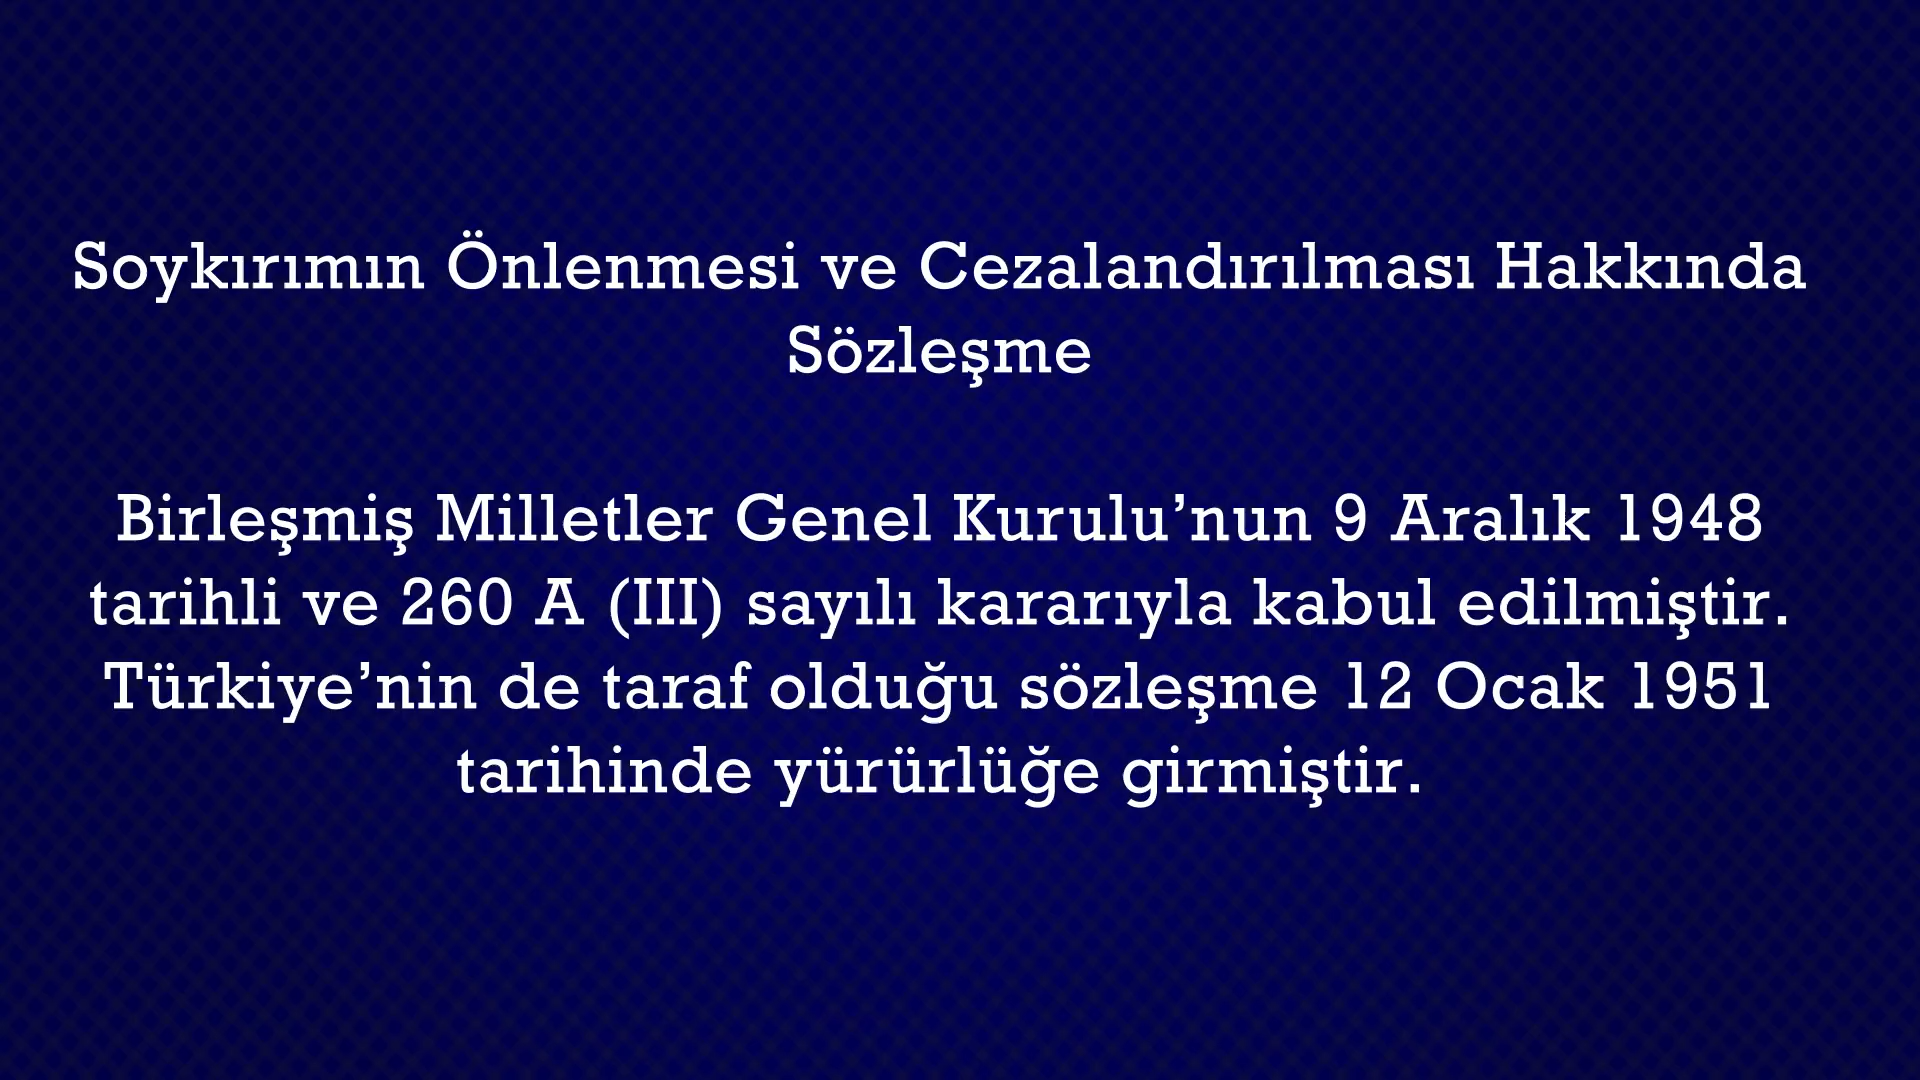 Soykırımın Önlenmesi ve Cezalandırılması Hakkında
Sözleşme
Birleşmiş Milletler Genel Kurulu’nun 9 Aralık 1948
tarihli ve 260 A (III) sayılı kararıyla kabul edilmiştir.
Türkiye’nin de taraf olduğu sözleşme 12 Ocak 1951
tarihinde yürürlüğe girmiştir.